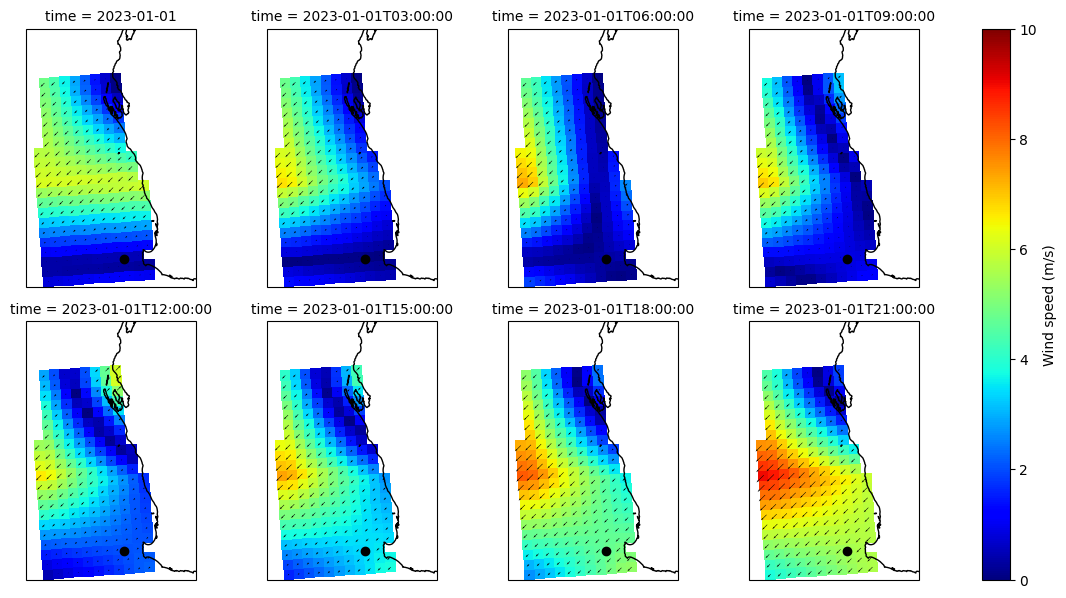 time = 2023-01-01
time = 2023-01-01T03:00:00
time = 2023-01-01T06:00:00
time = 2023-01-01T09:00:00
time = 2023-01-01T12:00:00
time = 2023-01-01T15:00:00
time = 2023-01-01T18:00:00
time = 2023-01-01T21:00:00
10
8
6
4
2
0
Wind speed (m/s)